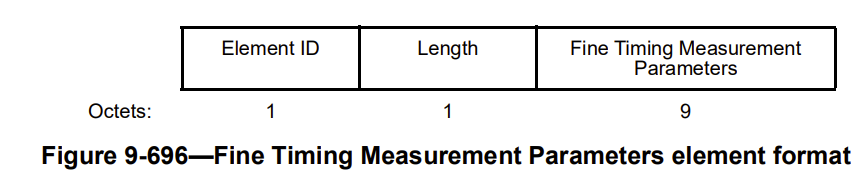 Element ID Length Fine Timing Measurement
Parameters
Octets: 1 1 9
Figure 9-696—Fine Timing Measurement Parameters element format